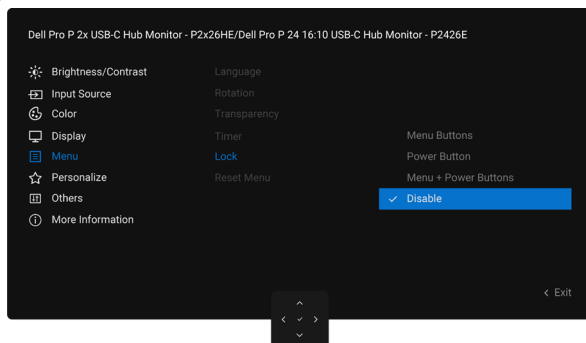 Dell Pro P 2x USB-C Hub Monitor - P2x26HE/Dell Pro P 24 16:10 USB-C Hub Monitor - P2426E
Brightness/Contrast
Input Source
Color
Display
Menu
Personalize
Others
More Information
Language
Rotation
Transparency
Timer
Lock
Reset Menu
Menu Buttons
Power Button
Menu + Power Buttons
Disable
Exit